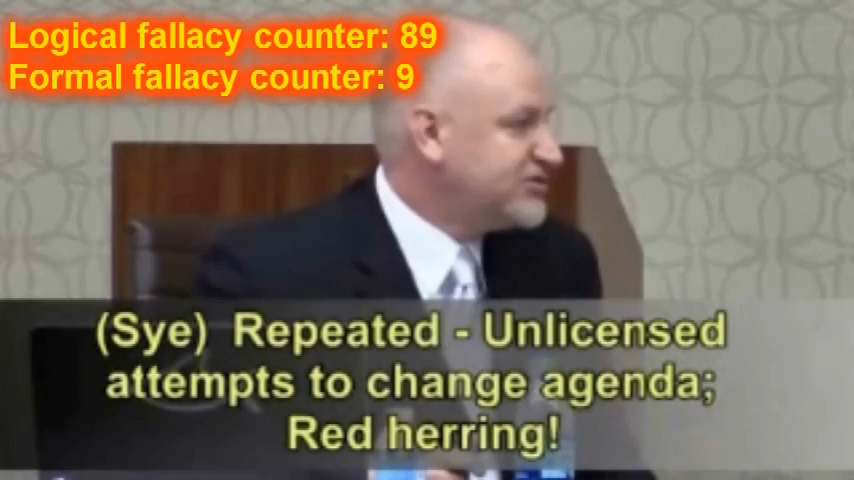 Logical fallacy counter: 89
Formal fallacy counter: 9
(Sye) Repeated - Unlicensed
attempts to change agenda;
Red herring!